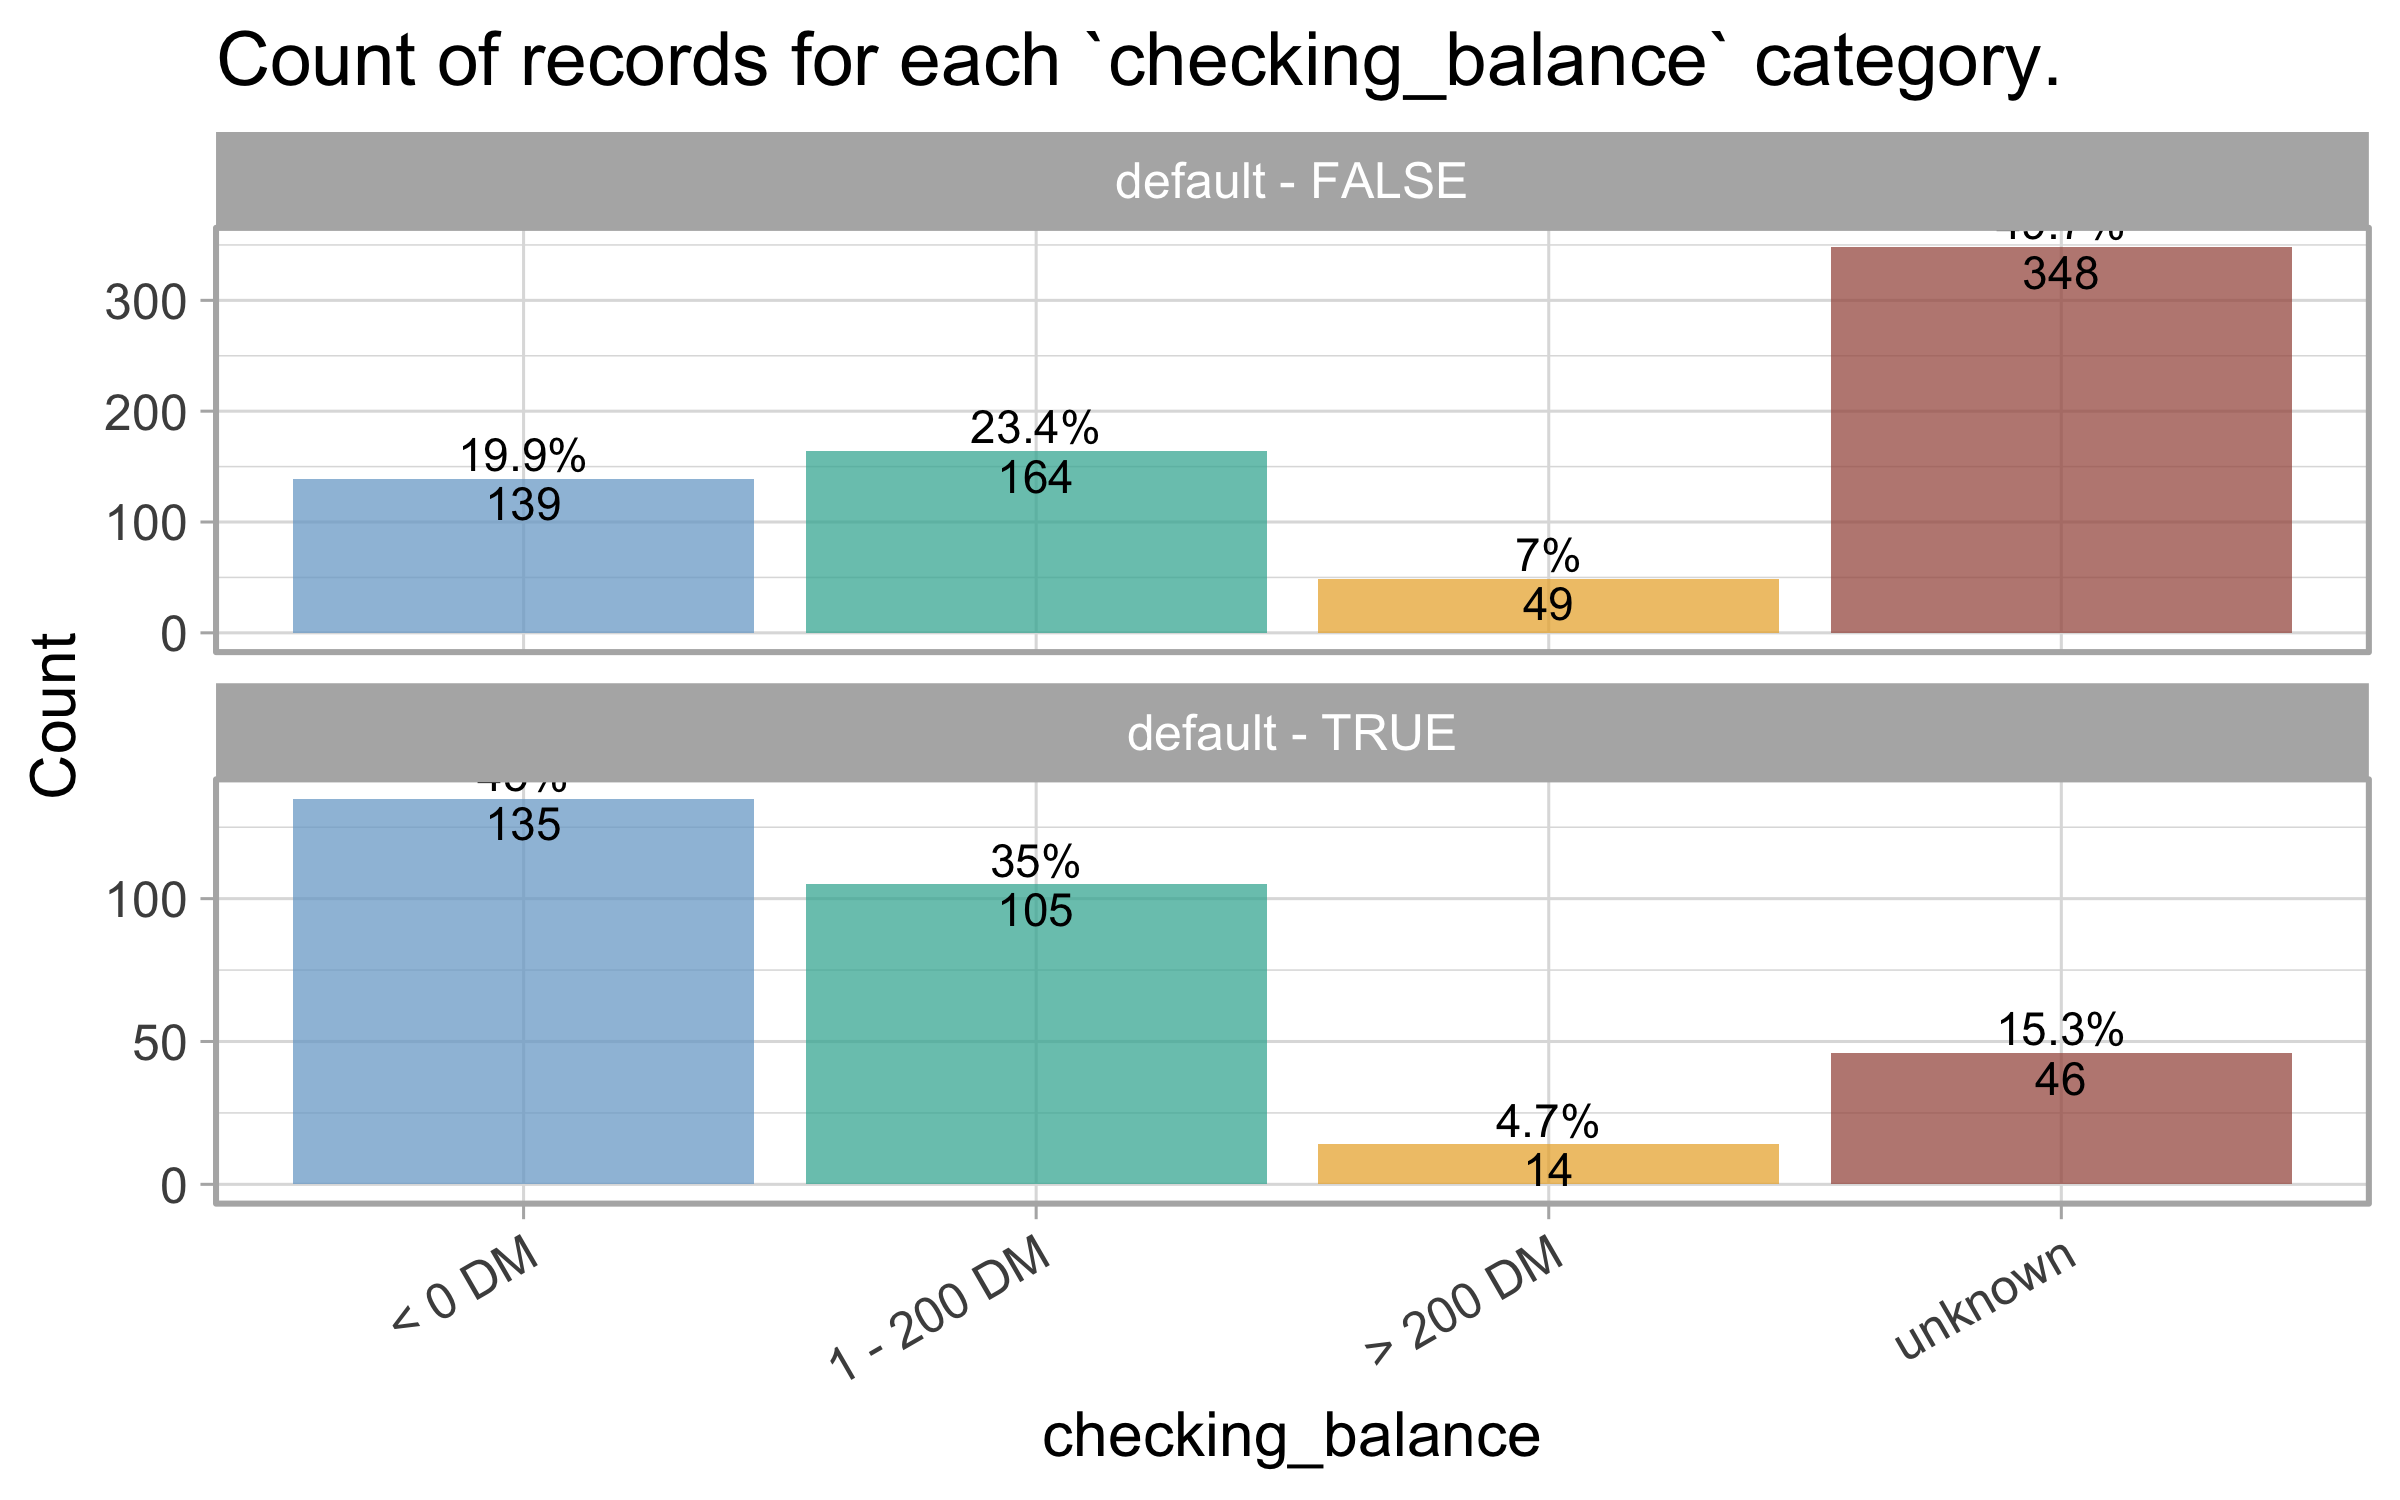 Count of records for each `checking_balance` category.
default - FALSE
300
200
100
0
19.9%
139
23.4%
164
7%
49
348
Count
default - TRUE
100
50
0
135
35%
105
4.7%
14
15.3%
46
< 0 DM
1 - 200 DM
> 200 DM
unknown
checking_balance